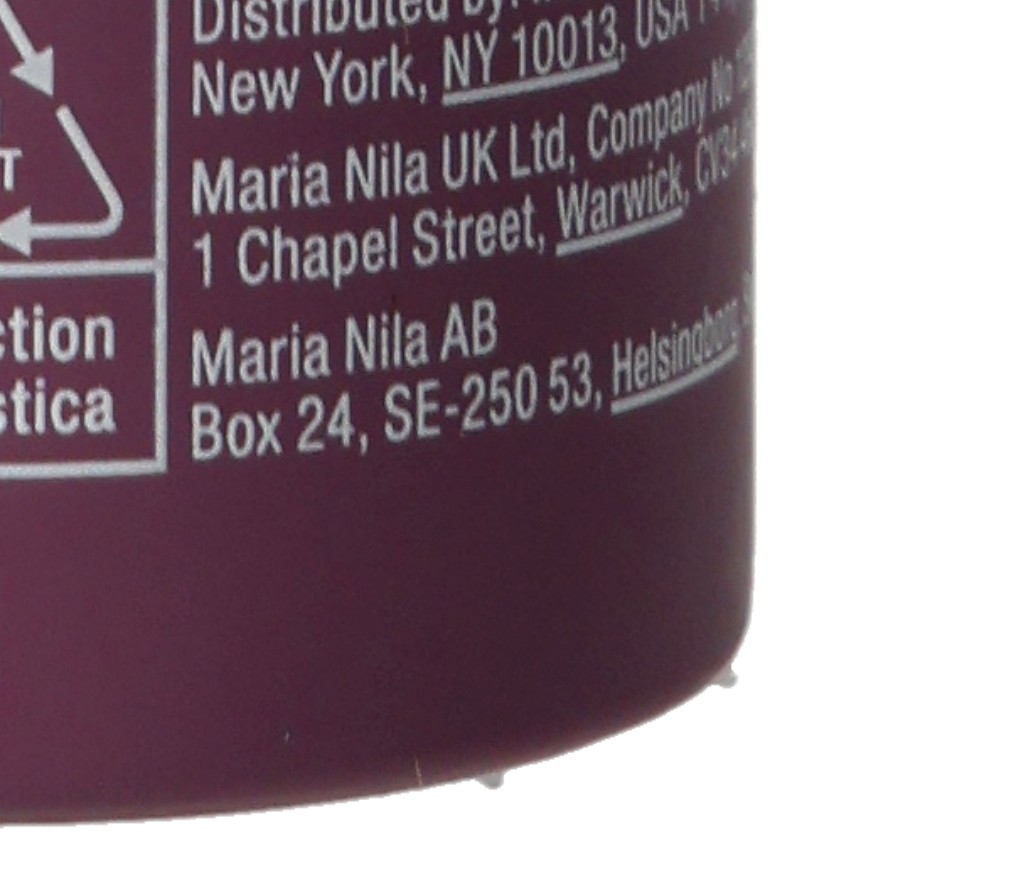 T
ction
stica
Distributed by:
New York, NY 10013, USA
Maria Nila UK Ltd, Company No
1 Chapel Street, Warwick, CV34
Maria Nila AB
Box 24, SE-250 53, Helsingborg,